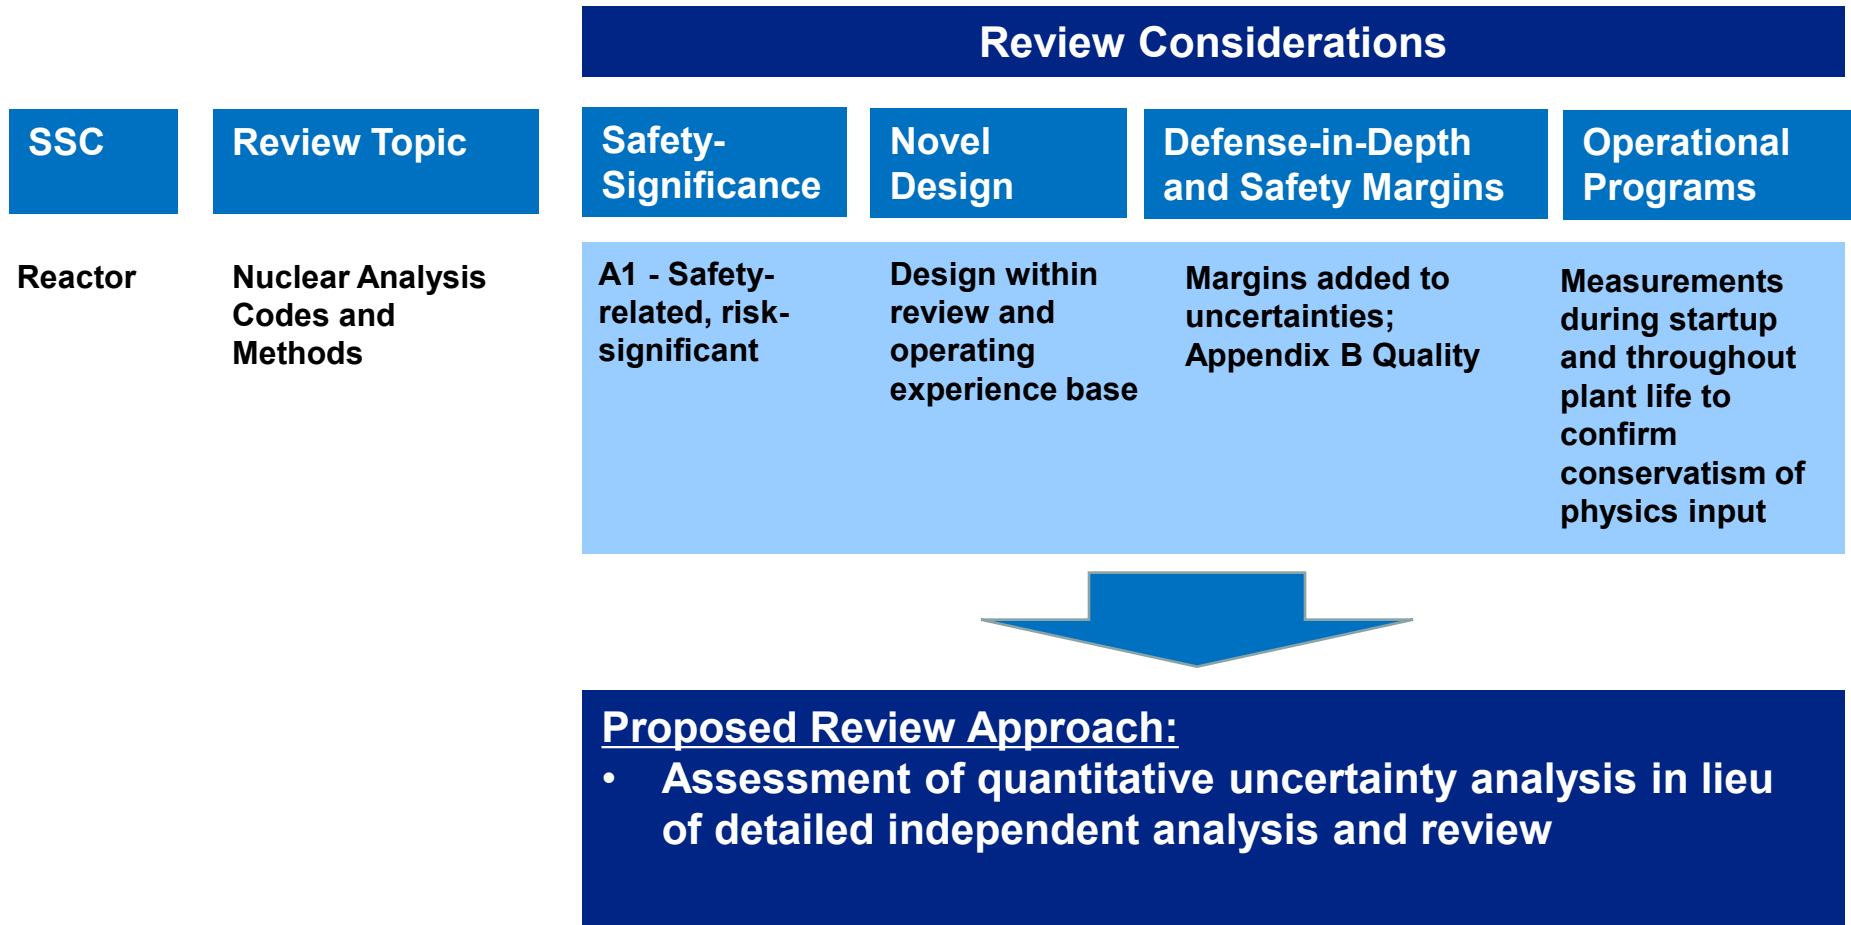 Review Considerations
SSC
Review Topic
Safety-
Significance
Novel
Design
Defense-in-Depth
and Safety Margins
Operational
Programs
Reactor
Nuclear Analysis
Codes and
Methods
A1 - Safety-
related, risk-
significant
Design within
review and
operating
experience base
Margins added to
uncertainties;
Appendix B Quality
Measurements
during startup
and throughout
plant life to
confirm
conservatism of
physics input
Proposed Review Approach:
• Assessment of quantitative uncertainty analysis in lieu
of detailed independent analysis and review